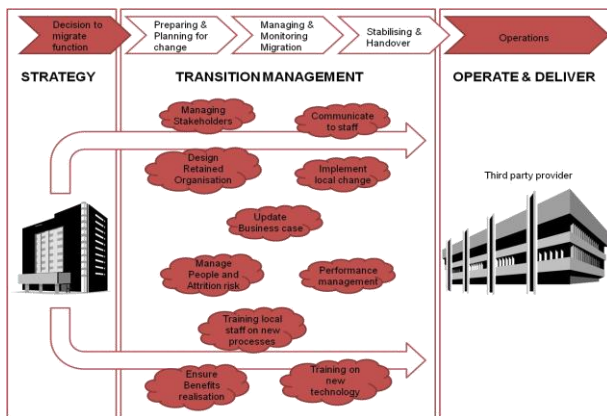 Decision to
migrate
function
Preparing &
Planning for
change
Managing &
Monitoring
Migration
Stabilising &
Handover
Operations
STRATEGY
TRANSITION MANAGEMENT
OPERATE & DELIVER
Managing
Stakeholders
Communicate
to staff
Design
Retained
Organisation
Implement
local change
Third party provider
Update
Business case
Manage
People and
Attrition risk
Performance
management
Training local
staff on new
processes
Ensure
Benefits
realisation
Training on
new
technology